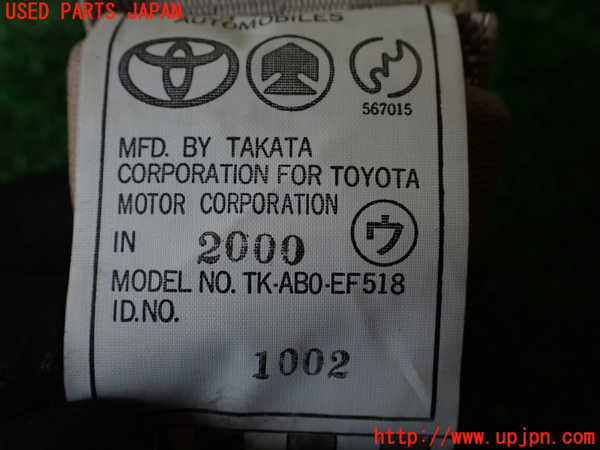 USED PARTS JAPAN
AUTOMOBILES
567015
MFD. BY TAKATA
CORPORATION FOR TOYOTA
MOTOR CORPORATION
IN 2000 ウ
MODEL NO. TK-AB0-EF518
ID.NO.
1002
http://www.upjpn.com/